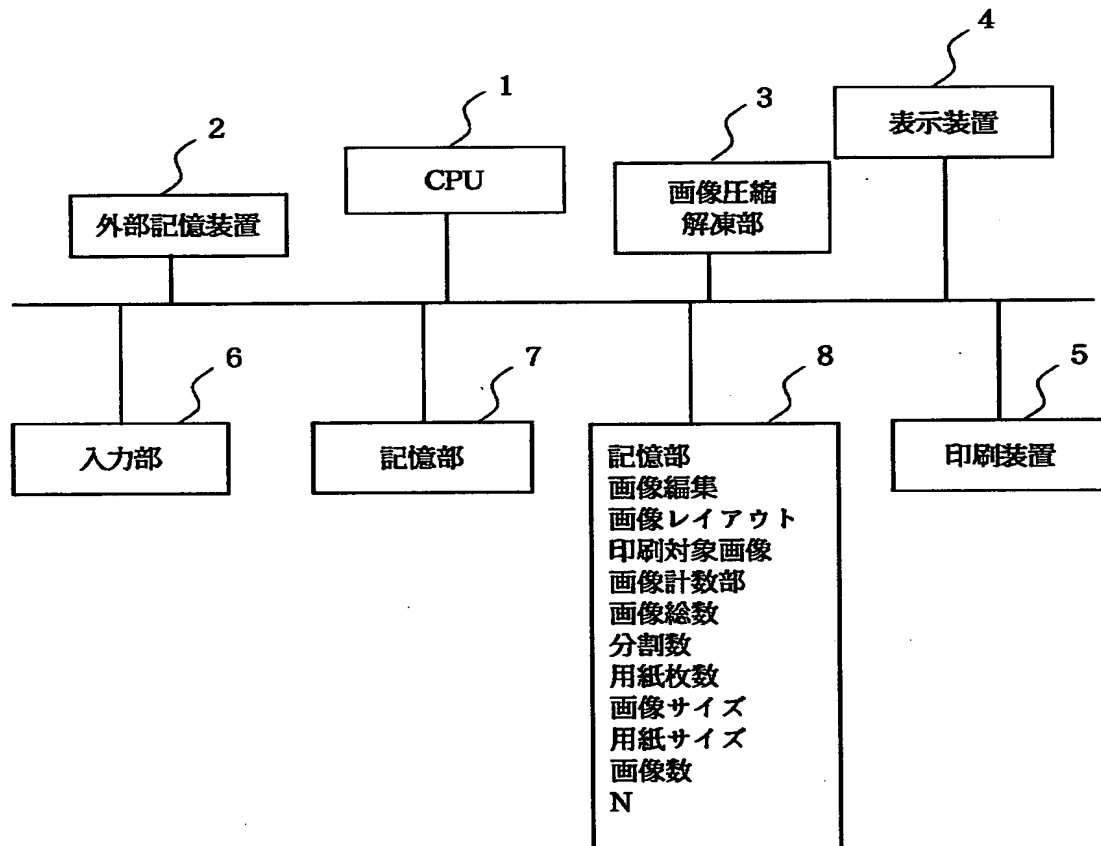 4
1
3
2
表示装置
CPU
画像圧縮
解凍部
外部記憶装置
6
7
8
5
入力部
記憶部
記憶部
画像編集
画像レイアウト
印刷対象画像
画像計数部
画像総数
分割数
用紙枚数
画像サイズ
用紙サイズ
画像数
N
印刷装置